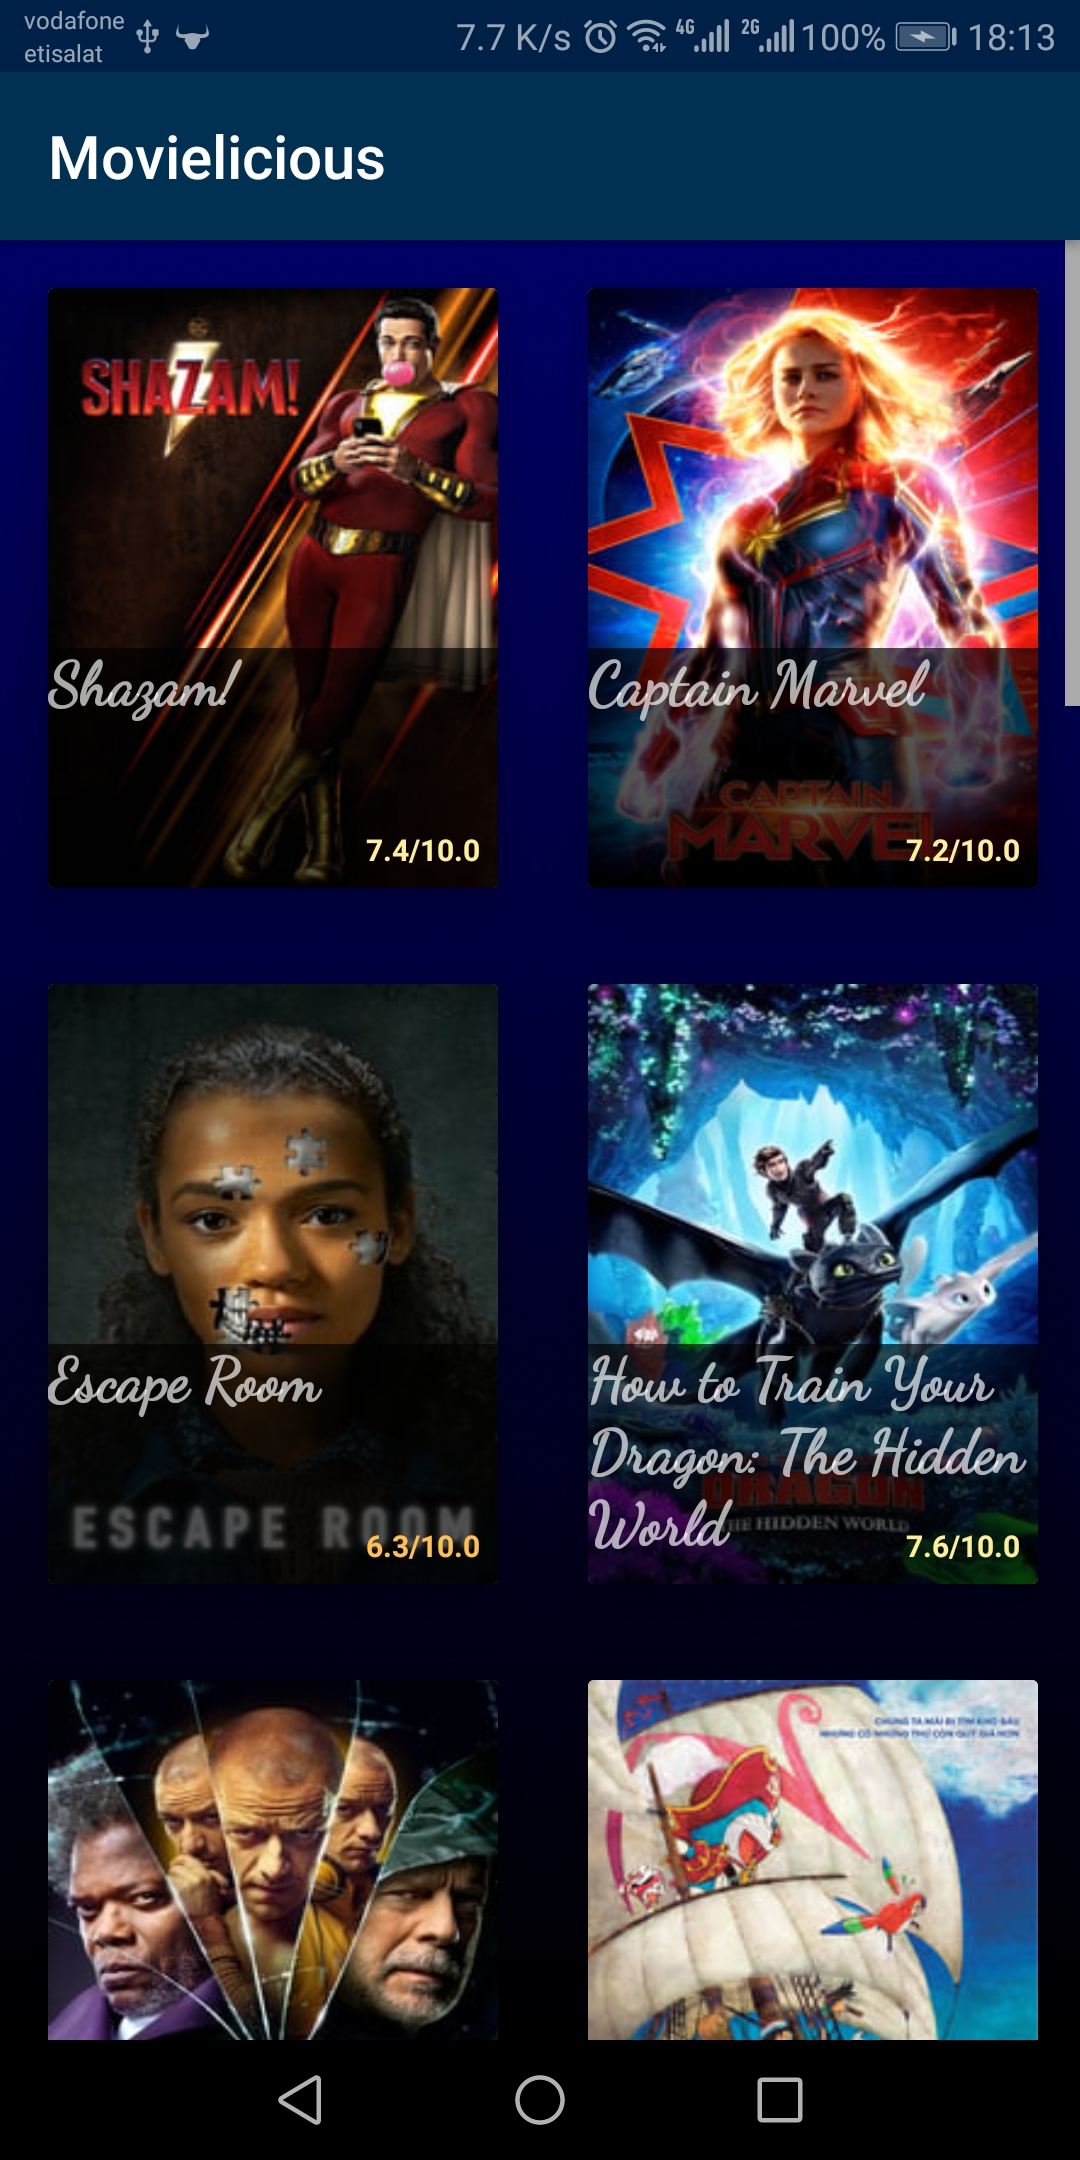 vodafone
etisalat
7.7 K/s 4G 2G 100% 18:13
Movielicious
SHAZAM!
Shazam!
7.4/10.0
Captain Marvel
CAPTAIN
MARVEL
7.2/10.0
Escape Room
ESCAPE ROOM
6.3/10.0
How to Train Your
Dragon: The Hidden
World
DRAGON
THE HIDDEN WORLD
7.6/10.0